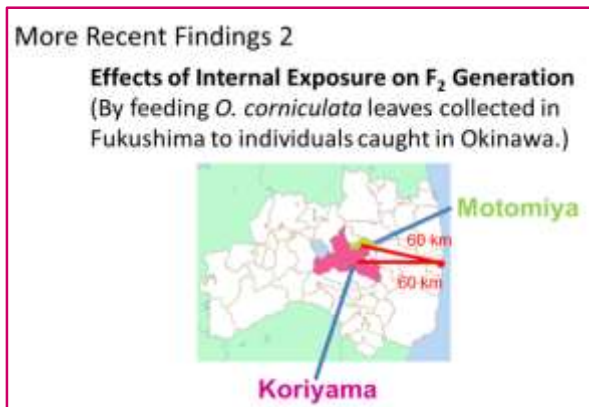 More Recent Findings 2
Effects of Internal Exposure on F₂ Generation
(By feeding O. corniculata leaves collected in
Fukushima to individuals caught in Okinawa.)
Motomiya
60 km
60 km
Koriyama